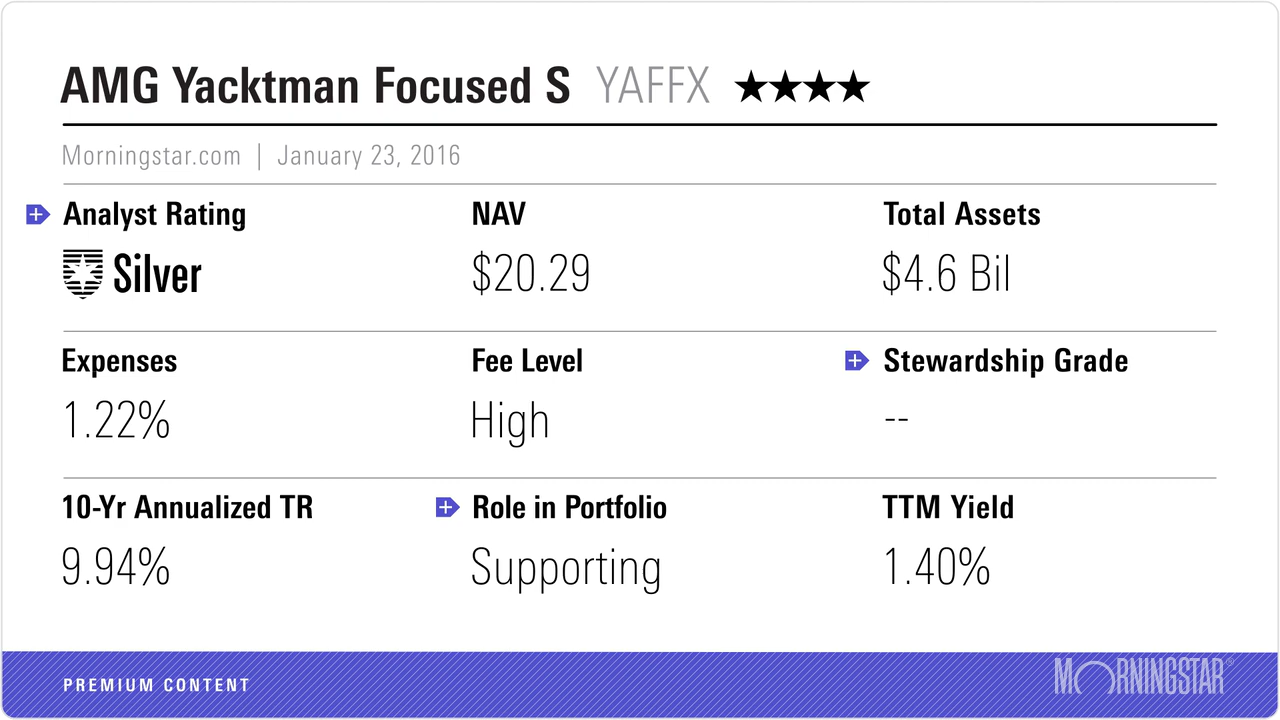 AMG Yacktman Focused S YAFFX ★★★★
Morningstar.com | January 23, 2016
Analyst Rating NAV Total Assets
Silver $20.29 $4.6 Bil
Expenses Fee Level Stewardship Grade
1.22% High --
10-Yr Annualized TR Role in Portfolio TTM Yield
9.94% Supporting 1.40%
PREMIUM CONTENT MORNINGSTAR®